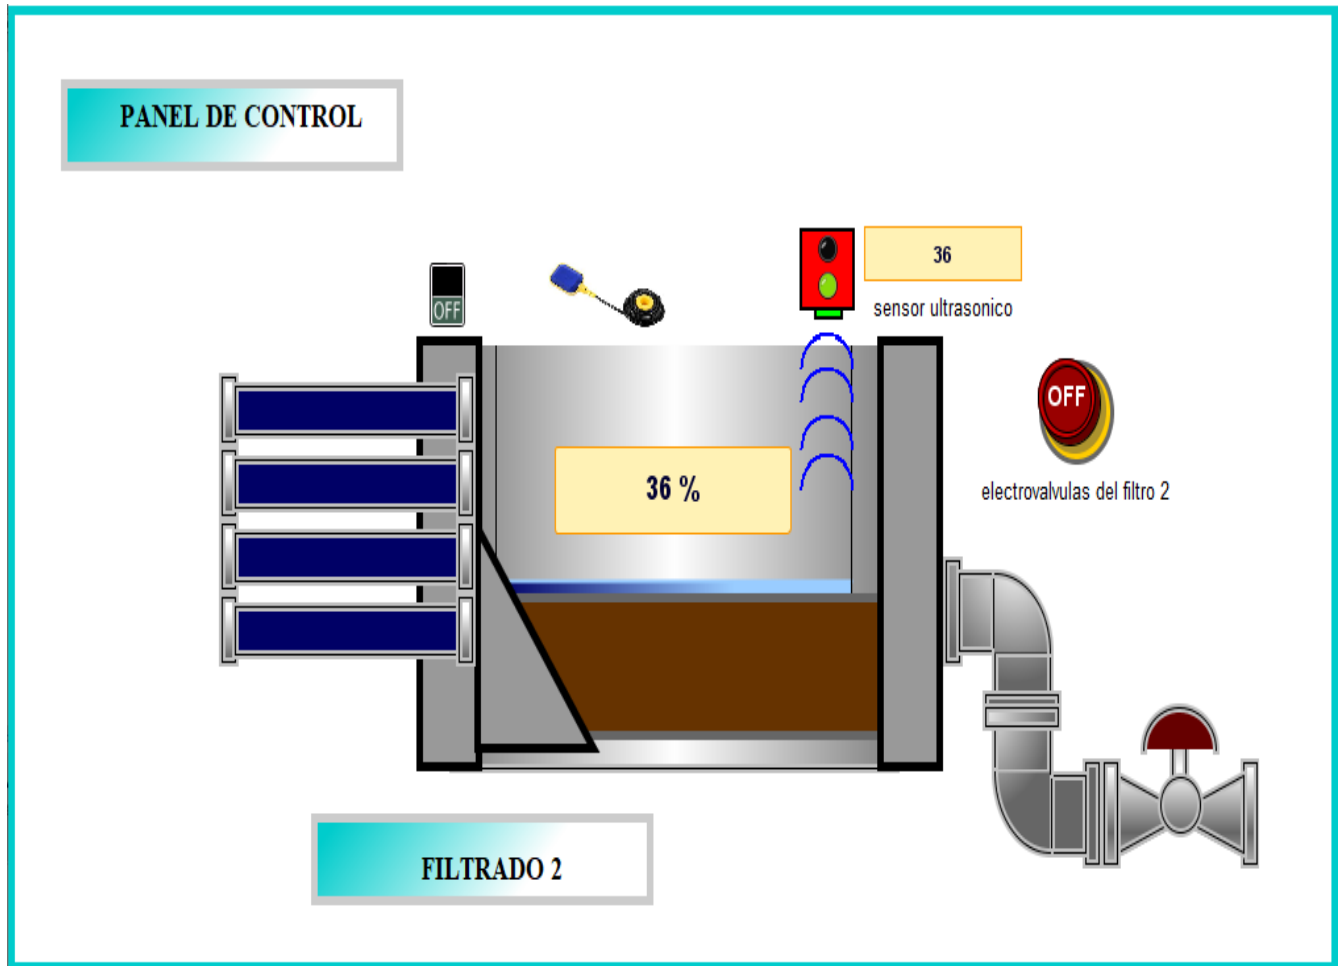 PANEL DE CONTROL
36
sensor ultrasonico
OFF
OFF
electrovalvulas del filtro 2
36 %
FILTRADO 2